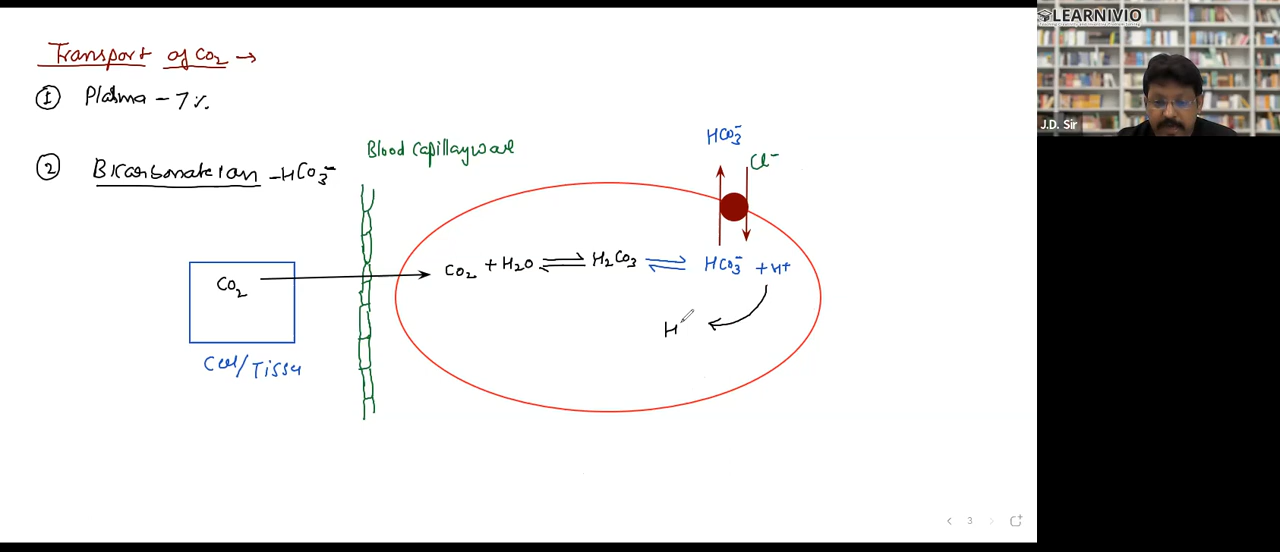 Transport of CO2 →
① Plasma - 7%
② Bicarbonate Ion - HCO3⁻
Blood Capillary wall
HCO3⁻
Cl⁻
CO2
CO2 + H2O ⇌ H2CO3 ⇌ HCO3⁻ + H+
H
Cell/Tissu
LEARNIVIO
J.D. Sir
3